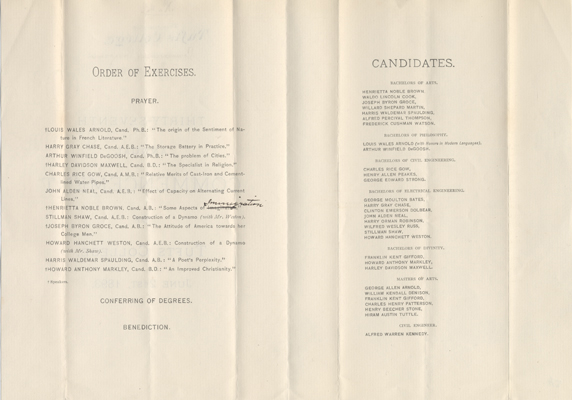 ORDER OF EXERCISES.
PRAYER.
†LOUIS WALES ARNOLD, Cand. Ph.B.: "The origin of the Sentiment of Na-
ture in French Literature."
HARRY GRAY CHASE, Cand. A.E.B.: "The Storage Battery in Practice."
ARTHUR WINFIELD DeGOOSH, Cand. Ph.B.: "The problem of Cities."
†HARLEY DAVIDSON MAXWELL, Cand. B.D.: "The Specialist in Religion."
CHARLES RICE GOW, Cand. A.M.B.: "Relative Merits of Cast-Iron and Cement-
lined Water Pipes."
JOHN ALDEN NEAL, Cand. A.E.B.: "Effect of Capacity on Alternating Current
Lines."
†HENRIETTA NOBLE BROWN, Cand. A.B.: "Some Aspects of Immigration
STILLMAN SHAW, Cand. A.E.B.: Construction of a Dynamo (with Mr. Weston).
†JOSEPH BYRON GROCE, Cand. A.B.: "The Attitude of America towards her
College Men."
HOWARD HANCHETT WESTON, Cand. A.E.B.: Construction of a Dynamo
(with Mr. Shaw).
HARRIS WALDEMAR SPAULDING, Cand. A.B.: "A Poet's Perplexity."
†HOWARD ANTHONY MARKLEY, Cand. B.D.: "An Improved Christianity."
† Speakers.
CONFERRING OF DEGREES.
BENEDICTION.
CANDIDATES.
BACHELORS OF ARTS.
HENRIETTA NOBLE BROWN
WALDO LINCOLN COOK,
JOSEPH BYRON GROCE,
WILLARD SHEPARD MARTIN,
HARRIS WALDEMAR SPAULDING,
ALFRED PERCIVAL THOMPSON,
FREDERICK CUSHMAN WATSON.
BACHELORS OF PHILOSOPHY.
LOUIS WALES ARNOLD (with Honors in Modern Languages),
ARTHUR WINFIELD DeGOOSH.
BACHELORS OF CIVIL ENGINEERING.
CHARLES RICE GOW,
HENRY ALLEN PEARES,
GEORGE EDWARD STRONG.
BACHELORS OF ELECTRICAL ENGINEERING.
GEORGE MOULTON BATES,
HARRY GRAY CHASE,
CLINTON EMERSON DOLBEAR,
JOHN ALDEN NEAL,
HARRY DAMAN ROBINSON,
WILFRED WESLEY RUBS,
STILLMAN SHAW,
HOWARD HANCHETT WESTON.
BACHELORS OF DIVINITY.
FRANKLIN KENT GIFFORD,
HOWARD ANTHONY MARKLEY,
HARLEY DAVIDSON MAXWELL.
MASTERS OF ARTS.
GEORGE ALLEN ARNOLD,
WILLIAM KENDALL DENISON,
FRANKLIN KENT GIFFORD,
CHARLES HENRY PATTERSON,
HENRY BEECHER STONE,
HIRAM AUSTIN TUTTLE.
CIVIL ENGINEER.
ALFRED WARREN KENNEDY.